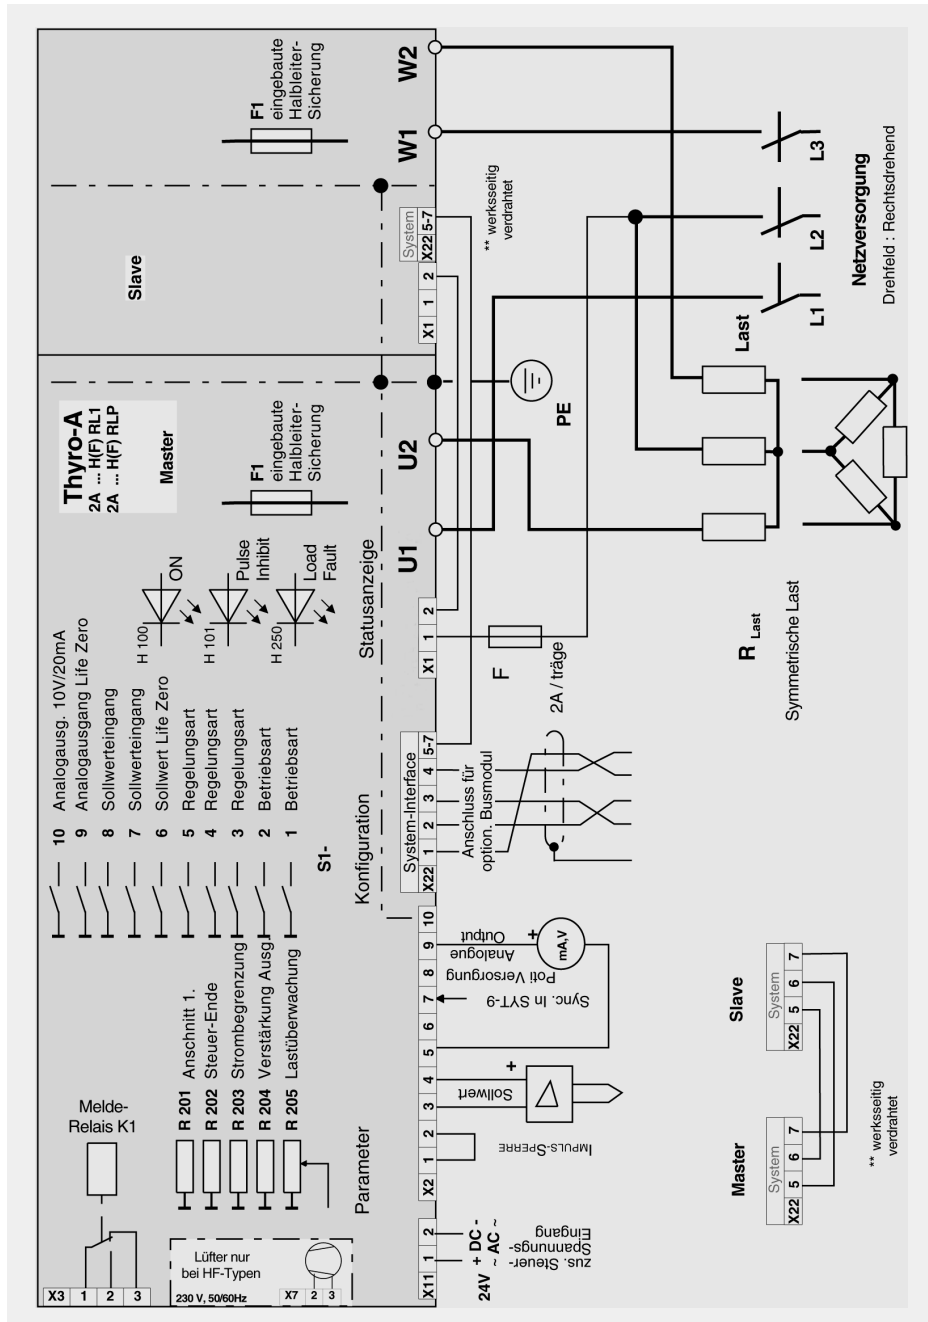 Slave
F1
eingebaute
Halbleiter-
Sicherung
W2
W1
System
X22 5-7
2
1
X1
** werksseitig
verdrahtet
L3
L2
L1
Netzversorgung
Drehfeld : Rechtsdrehend
Last
Thyro-A
2A ... H(F) RL1
2A ... H(F) RLP
Master
F1
eingebaute
Halbleiter-
Sicherung
PE
U2
U1
Statusanzeige
H 100
ON
H 101
Pulse
Inhibit
H 250
Load
Fault
2
1
X1
F
2A / träge
R Last
Symmetrische Last
10 Analogausg. 10V/20mA
9 Analogausgang Life Zero
8 Sollwerteingang
7 Sollwerteingang
6 Sollwert Life Zero
5 Regelungsart
4 Regelungsart
3 Regelungsart
2 Betriebsart
1 Betriebsart
S1-
Konfiguration
System-Interface
X22 1 2 3 4 5-7
Anschluss für
option. Busmodul
R 201 Anschnitt 1.
R 202 Steuer-Ende
R 203 Strombegrenzung
R 204 Verstärkung Ausg.
R 205 Lastüberwachung
Parameter
X2 1 2 3 4 5 6 7 8 9 10
Analogue
Output
+
mA,V
Poti Versorgung
Sync. In SYT-9
Sollwert
+
Impuls-Sperre
Melde-
Relais K1
X3 1 2 3
Lüfter nur
bei HF-Typen
230 V, 50/60Hz
X7 2 3
X11 1 2
24V
+ DC -
~ AC ~
zus. Steuer-
Spannungs-
Eingang
Slave
System
X22 5 6 7
Master
System
X22 5 6 7
** werksseitig
verdrahtet